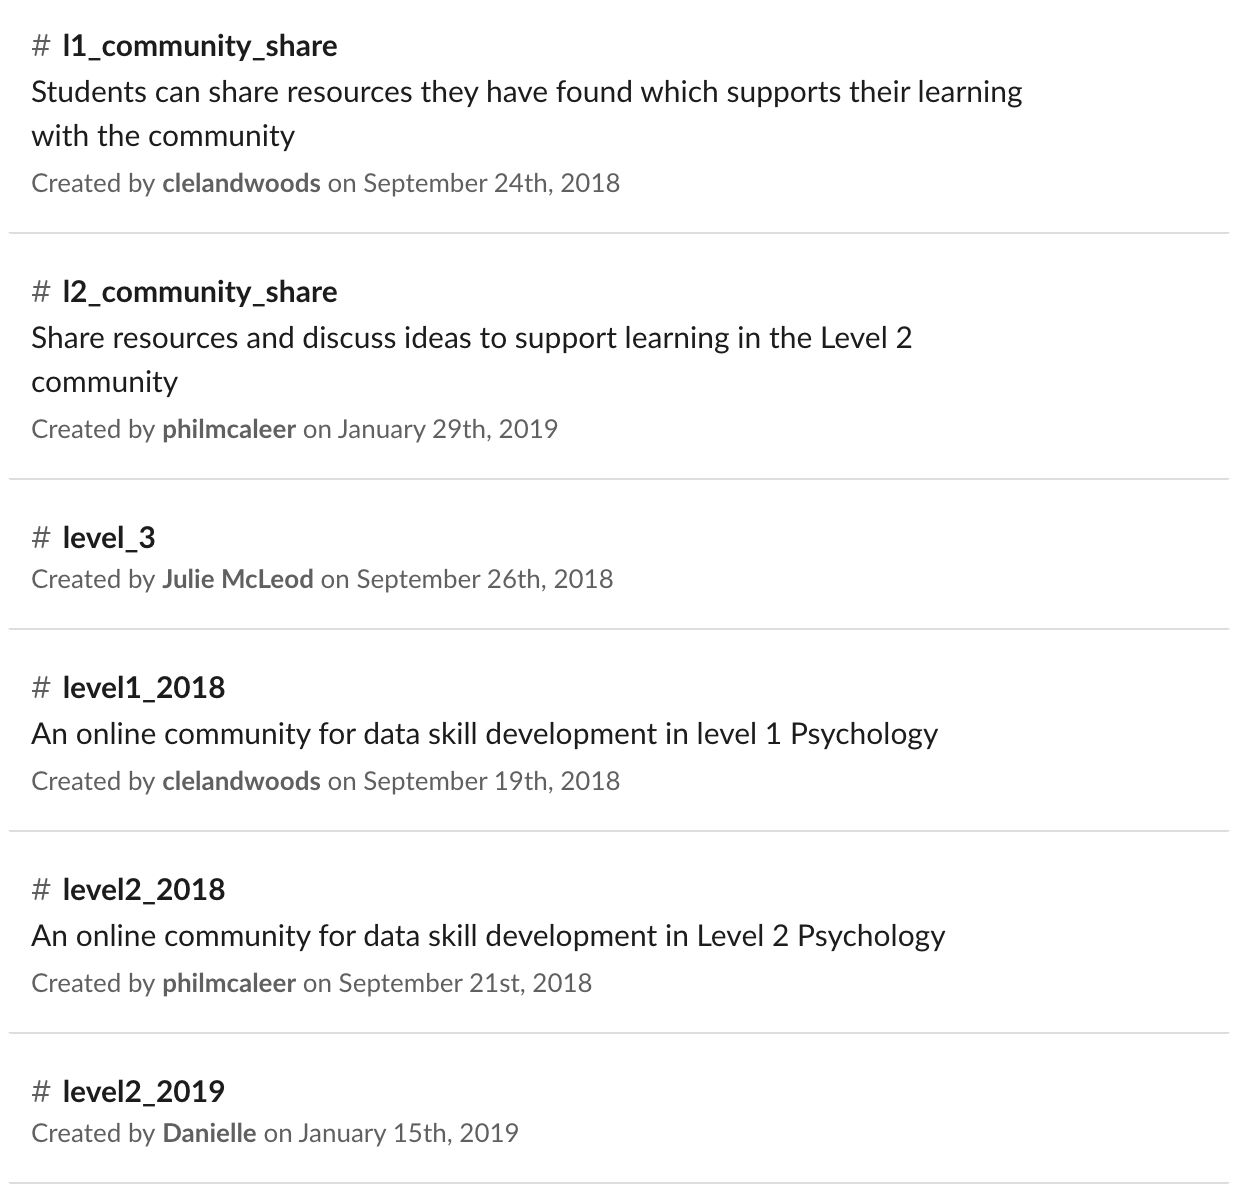 # l1_community_share
Students can share resources they have found which supports their learning
with the community
Created by clelandwoods on September 24th, 2018
# l2_community_share
Share resources and discuss ideas to support learning in the Level 2
community
Created by philmcaleer on January 29th, 2019
# level_3
Created by Julie McLeod on September 26th, 2018
# level1_2018
An online community for data skill development in level 1 Psychology
Created by clelandwoods on September 19th, 2018
# level2_2018
An online community for data skill development in Level 2 Psychology
Created by philmcaleer on September 21st, 2018
# level2_2019
Created by Danielle on January 15th, 2019